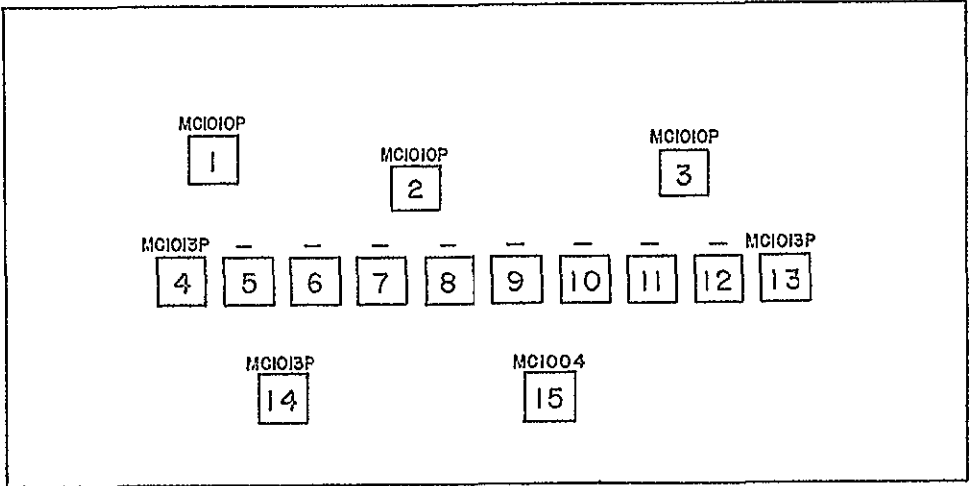 MC1010P
1
MC1010P
2
MC1010P
3
MC1013P — — — — — — — — MC1013P
4 5 6 7 8 9 10 11 12 13
MC1013P
14
MC1004
15